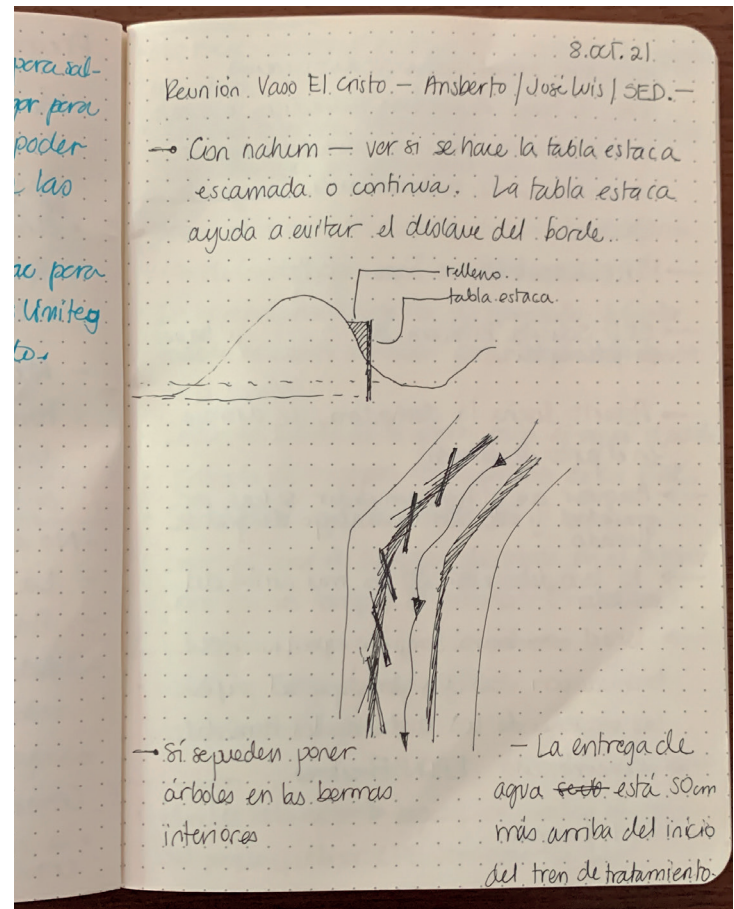 para sal-
por para
poder
lao
ac para
Uniteg
to.
8.oct.21.
Reunión Vaso El Cristo. — Ansberto / José Luis / SED. —
→ Con nahum — ver si se hace la tabla estaca
escamada o continua. La tabla estaca
ayuda a evitar el deslave del borde.
relleno.
tabla estaca.
→ Sí se pueden poner
árboles en las bermas
interiores
— La entrega de
agua está 50cm
más arriba del inicio
del tren de tratamiento.